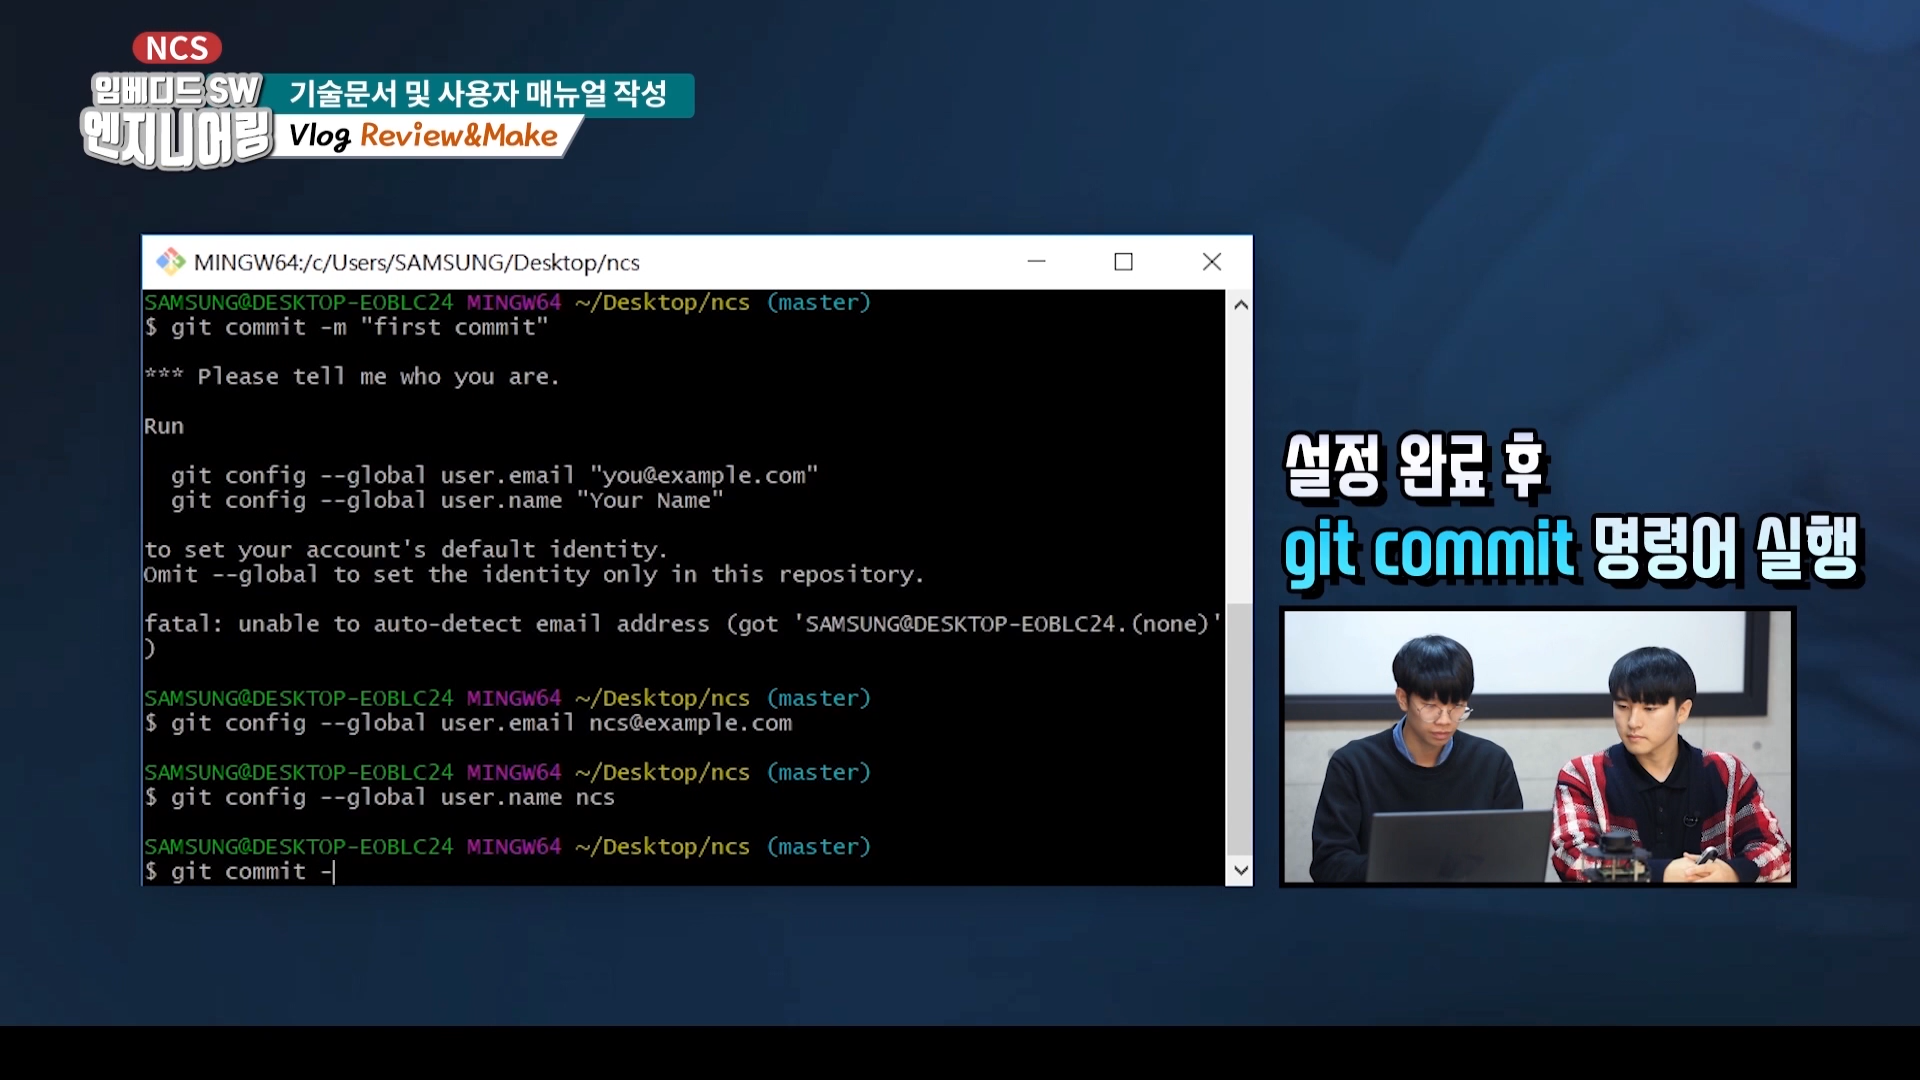 NCS
임베디드 SW
엔지니어링
기술문서 및 사용자 매뉴얼 작성
Vlog Review&Make
MINGW64:/c/Users/SAMSUNG/Desktop/ncs
SAMSUNG@DESKTOP-EOBLC24 MINGW64 ~/Desktop/ncs (master)
$ git commit -m "first commit"
*** Please tell me who you are.
Run
git config --global user.email "you@example.com"
git config --global user.name "Your Name"
to set your account's default identity.
Omit --global to set the identity only in this repository.
fatal: unable to auto-detect email address (got 'SAMSUNG@DESKTOP-EOBLC24.(none)'
)
SAMSUNG@DESKTOP-EOBLC24 MINGW64 ~/Desktop/ncs (master)
$ git config --global user.email ncs@example.com
SAMSUNG@DESKTOP-EOBLC24 MINGW64 ~/Desktop/ncs (master)
$ git config --global user.name ncs
SAMSUNG@DESKTOP-EOBLC24 MINGW64 ~/Desktop/ncs (master)
$ git commit -
설정 완료 후
git commit 명령어 실행